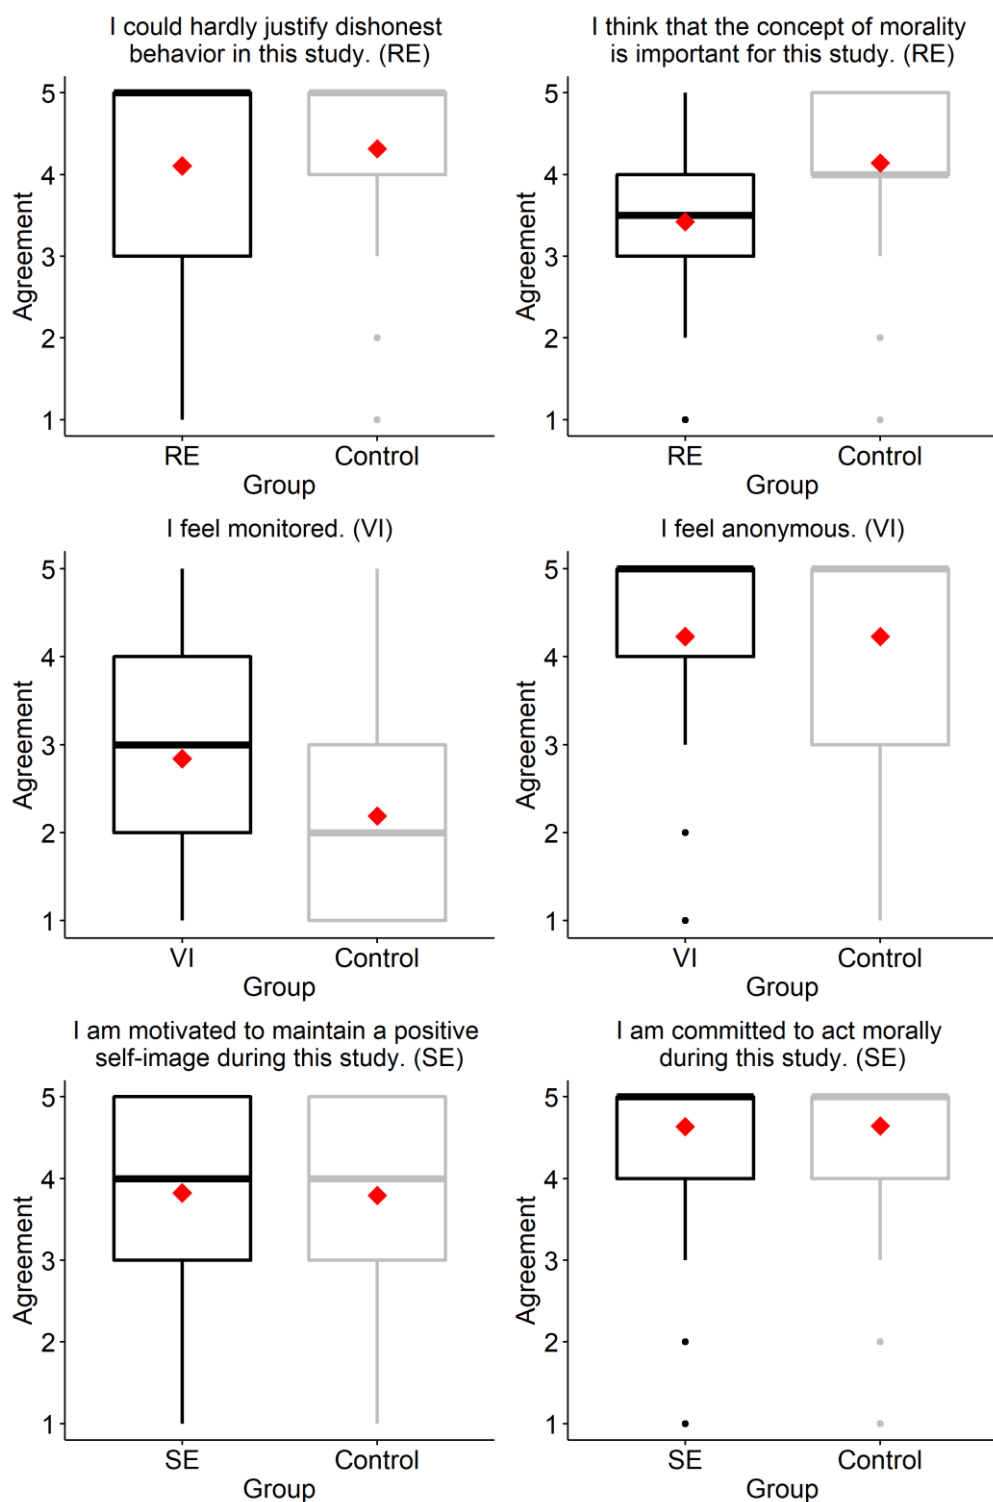 I could hardly justify dishonest
behavior in this study. (RE)
5
4
3
2
1
Agreement
RE
Control
Group
I think that the concept of morality
is important for this study. (RE)
5
4
3
2
1
Agreement
RE
Control
Group
I feel monitored. (VI)
5
4
3
2
1
Agreement
VI
Control
Group
I feel anonymous. (VI)
5
4
3
2
1
Agreement
VI
Control
Group
I am motivated to maintain a positive
self-image during this study. (SE)
5
4
3
2
1
Agreement
SE
Control
Group
I am committed to act morally
during this study. (SE)
5
4
3
2
1
Agreement
SE
Control
Group